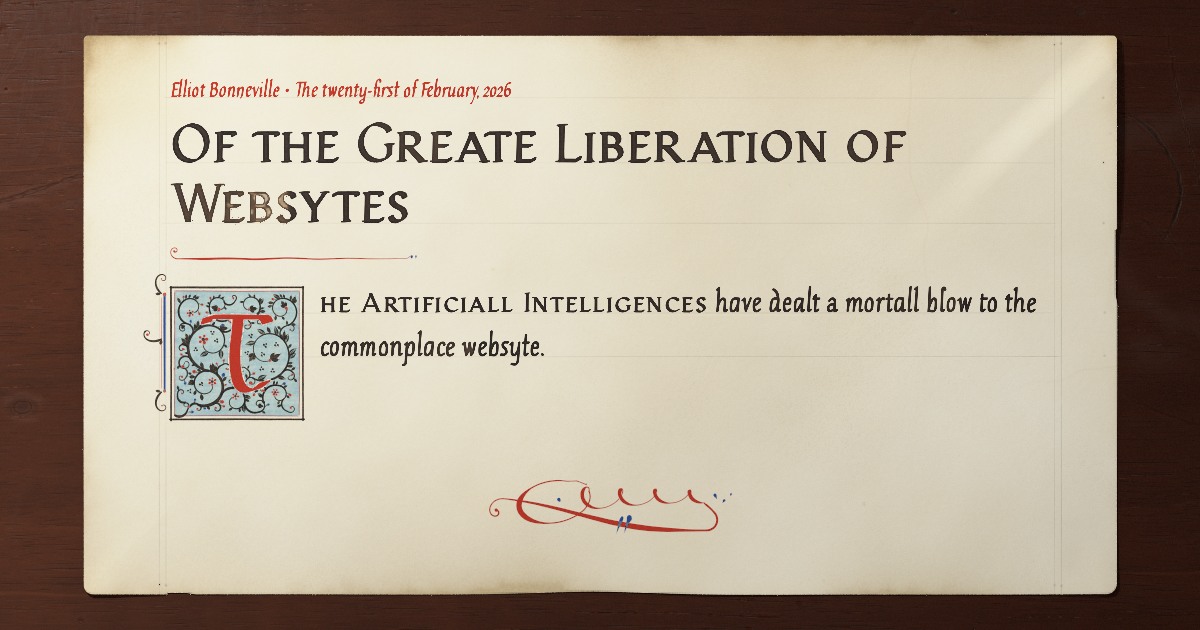 Elliot Bonneville · The twenty-first of February, 2026
Of the Greate Liberation of
Websytes
The Artificiall Intelligences have dealt a mortall blow to the
commonplace websyte.